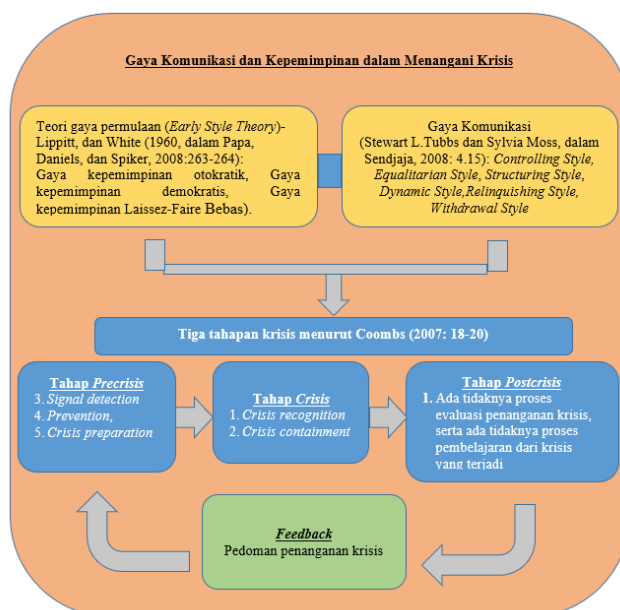 Gaya Komunikasi dan Kepemimpinan dalam Menangani Krisis
Teori gaya permulaan (Early Style Theory)-
Lippitt, dan White (1960, dalam Papa,
Daniels, dan Spiker, 2008:263-264):
Gaya kepemimpinan otokratik, Gaya
kepemimpinan demokratis, Gaya
kepemimpinan Laissez-Faire Bebas).
Gaya Komunikasi
(Stewart L.Tubbs dan Sylvia Moss, dalam
Sendjaja, 2008: 4.15): Controlling Style,
Equalitarian Style, Structuring Style,
Dynamic Style,Relinquishing Style,
Withdrawal Style
Tiga tahapan krisis menurut Coombs (2007: 18-20)
Tahap Precrisis
3. Signal detection
4. Prevention,
5. Crisis preparation
Tahap Crisis
1. Crisis recognition
2. Crisis containment
Tahap Postcrisis
1. Ada tidaknya proses
evaluasi penanganan krisis,
serta ada tidaknya proses
pembelajaran dari krisis
yang terjadi
Feedback
Pedoman penanganan krisis